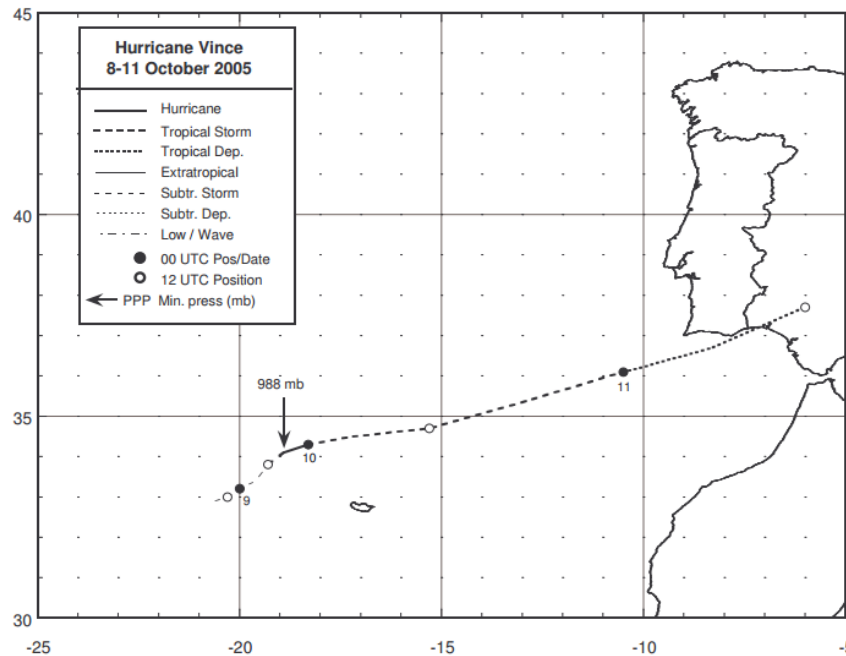 45
40
35
30
-25
-20
-15
-10
Hurricane Vince
8-11 October 2005
Hurricane
Tropical Storm
Tropical Dep.
Extratropical
Subtr. Storm
Subtr. Dep.
Low / Wave
00 UTC Pos/Date
12 UTC Position
PPP Min. press (mb)
988 mb
9
10
11